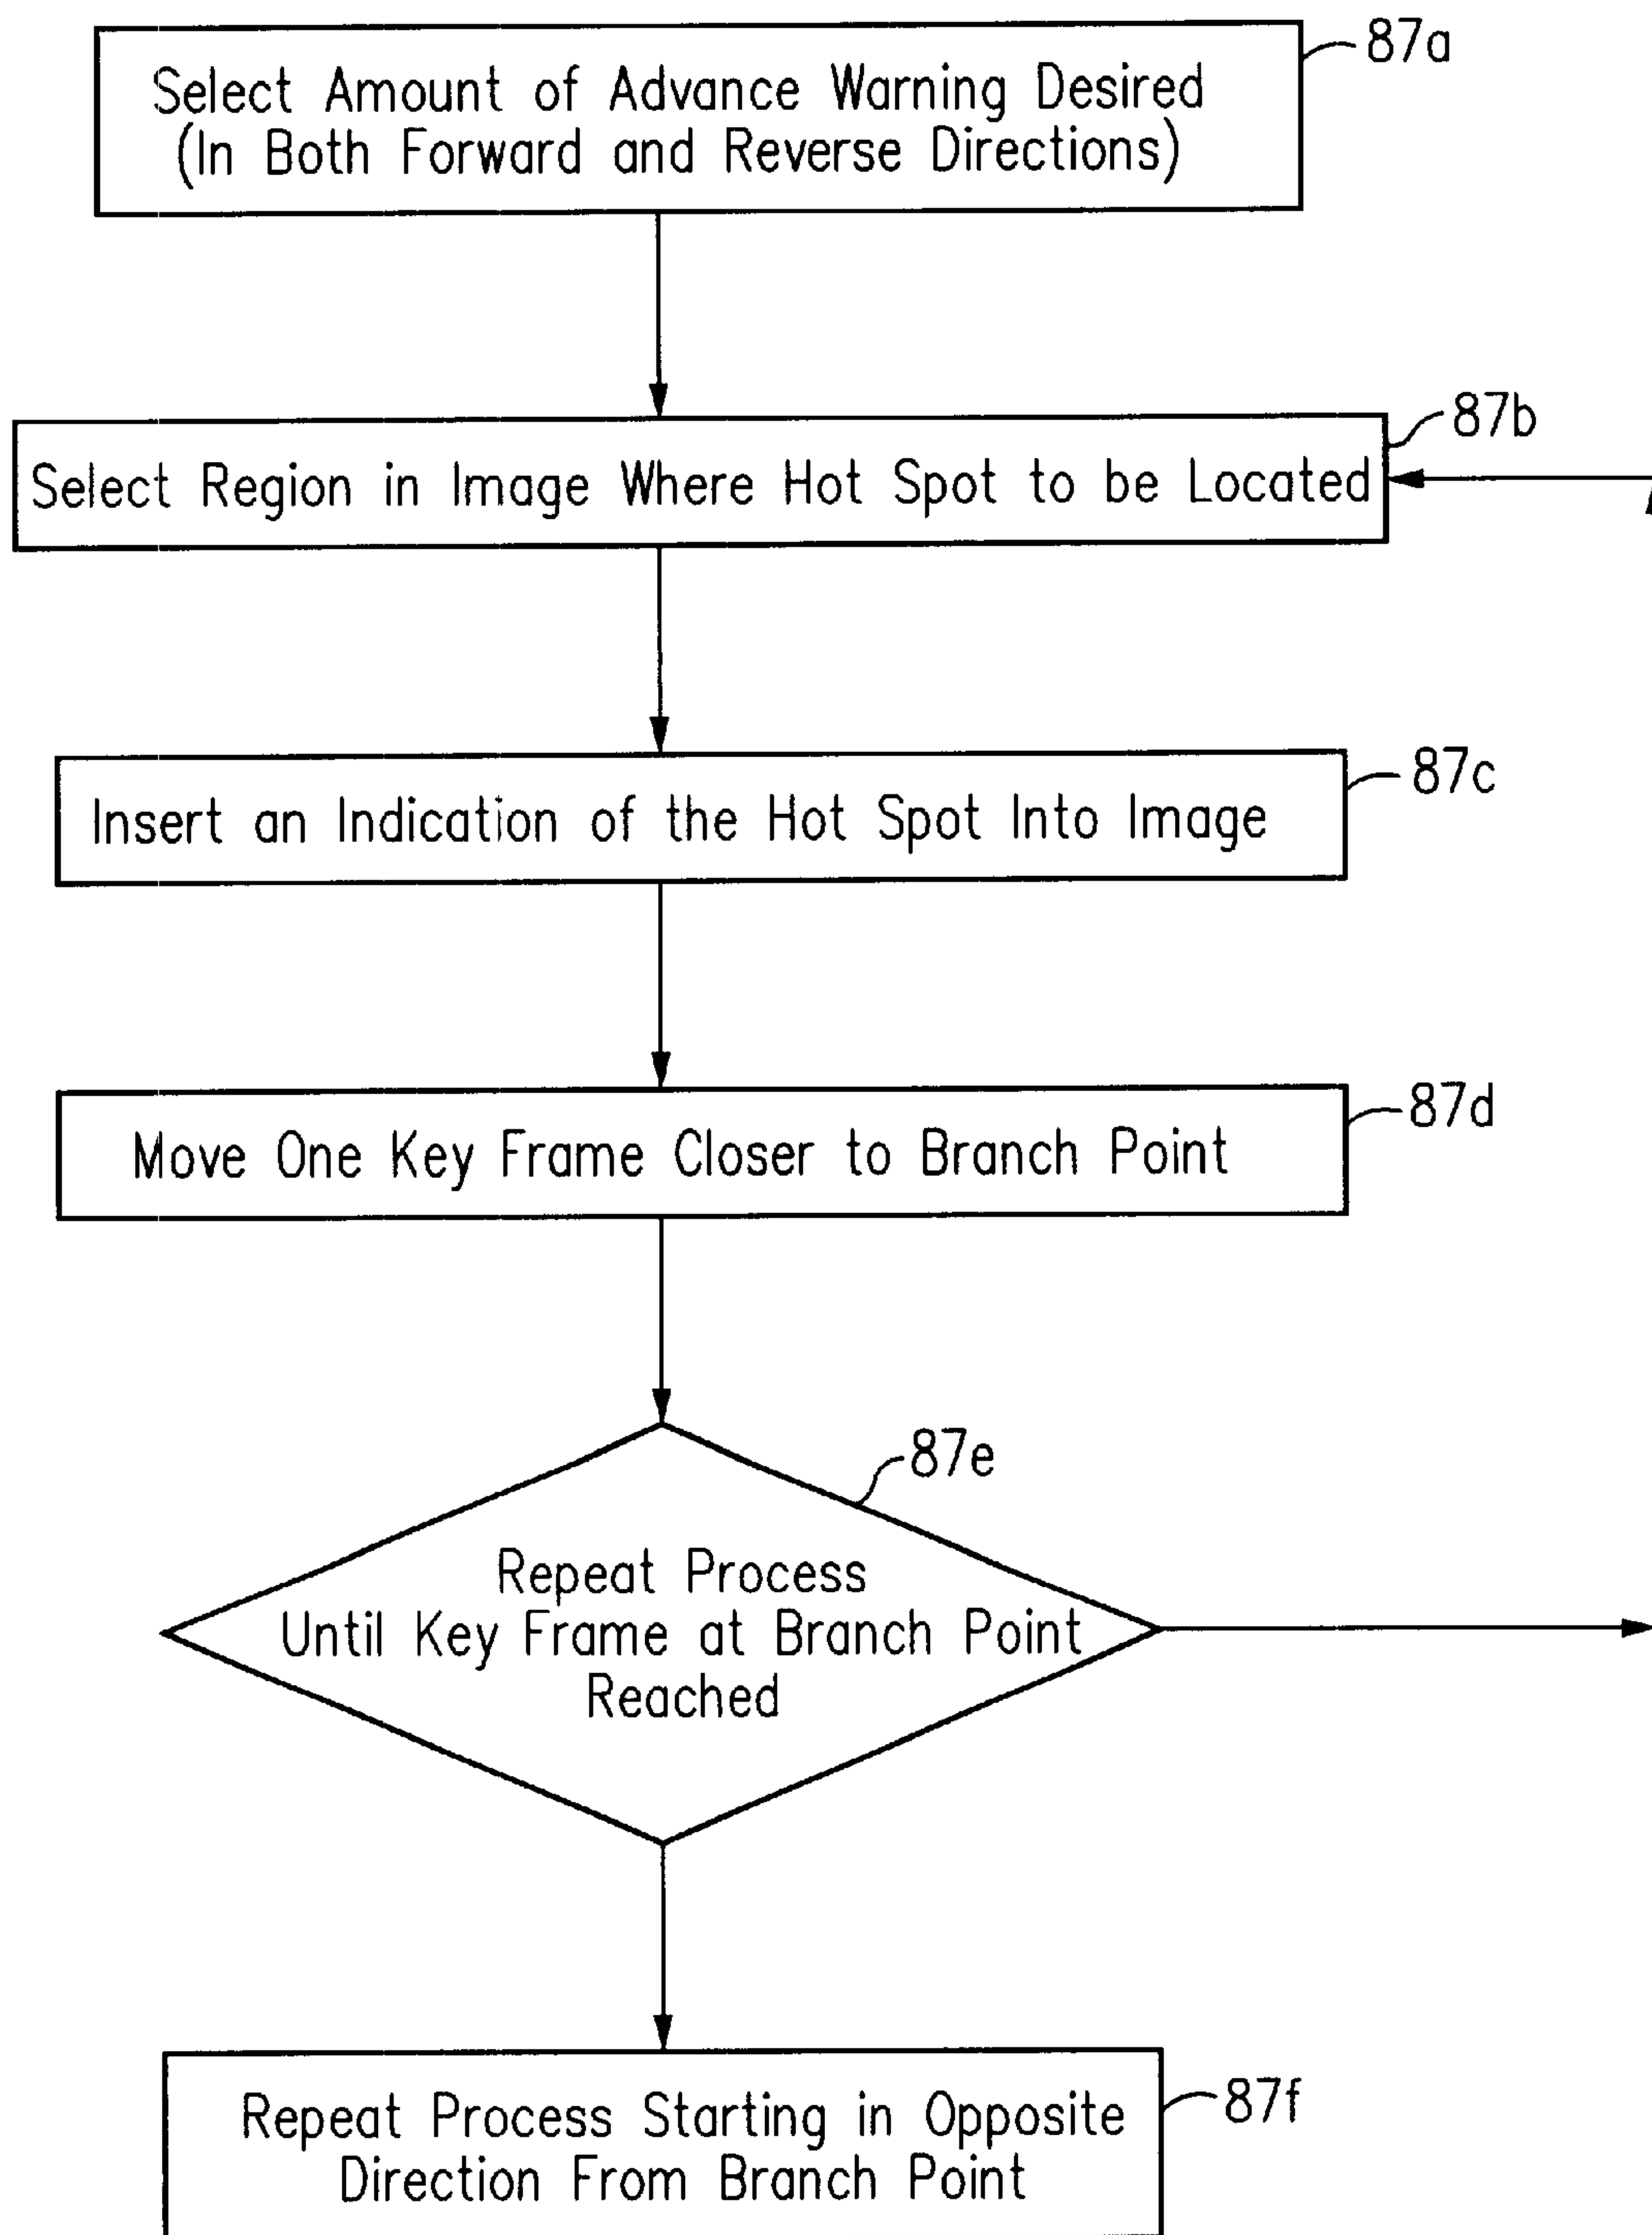 87a
Select Amount of Advance Warning Desired
(In Both Forward and Reverse Directions)
87b
Select Region in Image Where Hot Spot to be Located
87c
Insert an Indication of the Hot Spot Into Image
87d
Move One Key Frame Closer to Branch Point
87e
Repeat Process
Until Key Frame at Branch Point
Reached
87f
Repeat Process Starting in Opposite
Direction From Branch Point